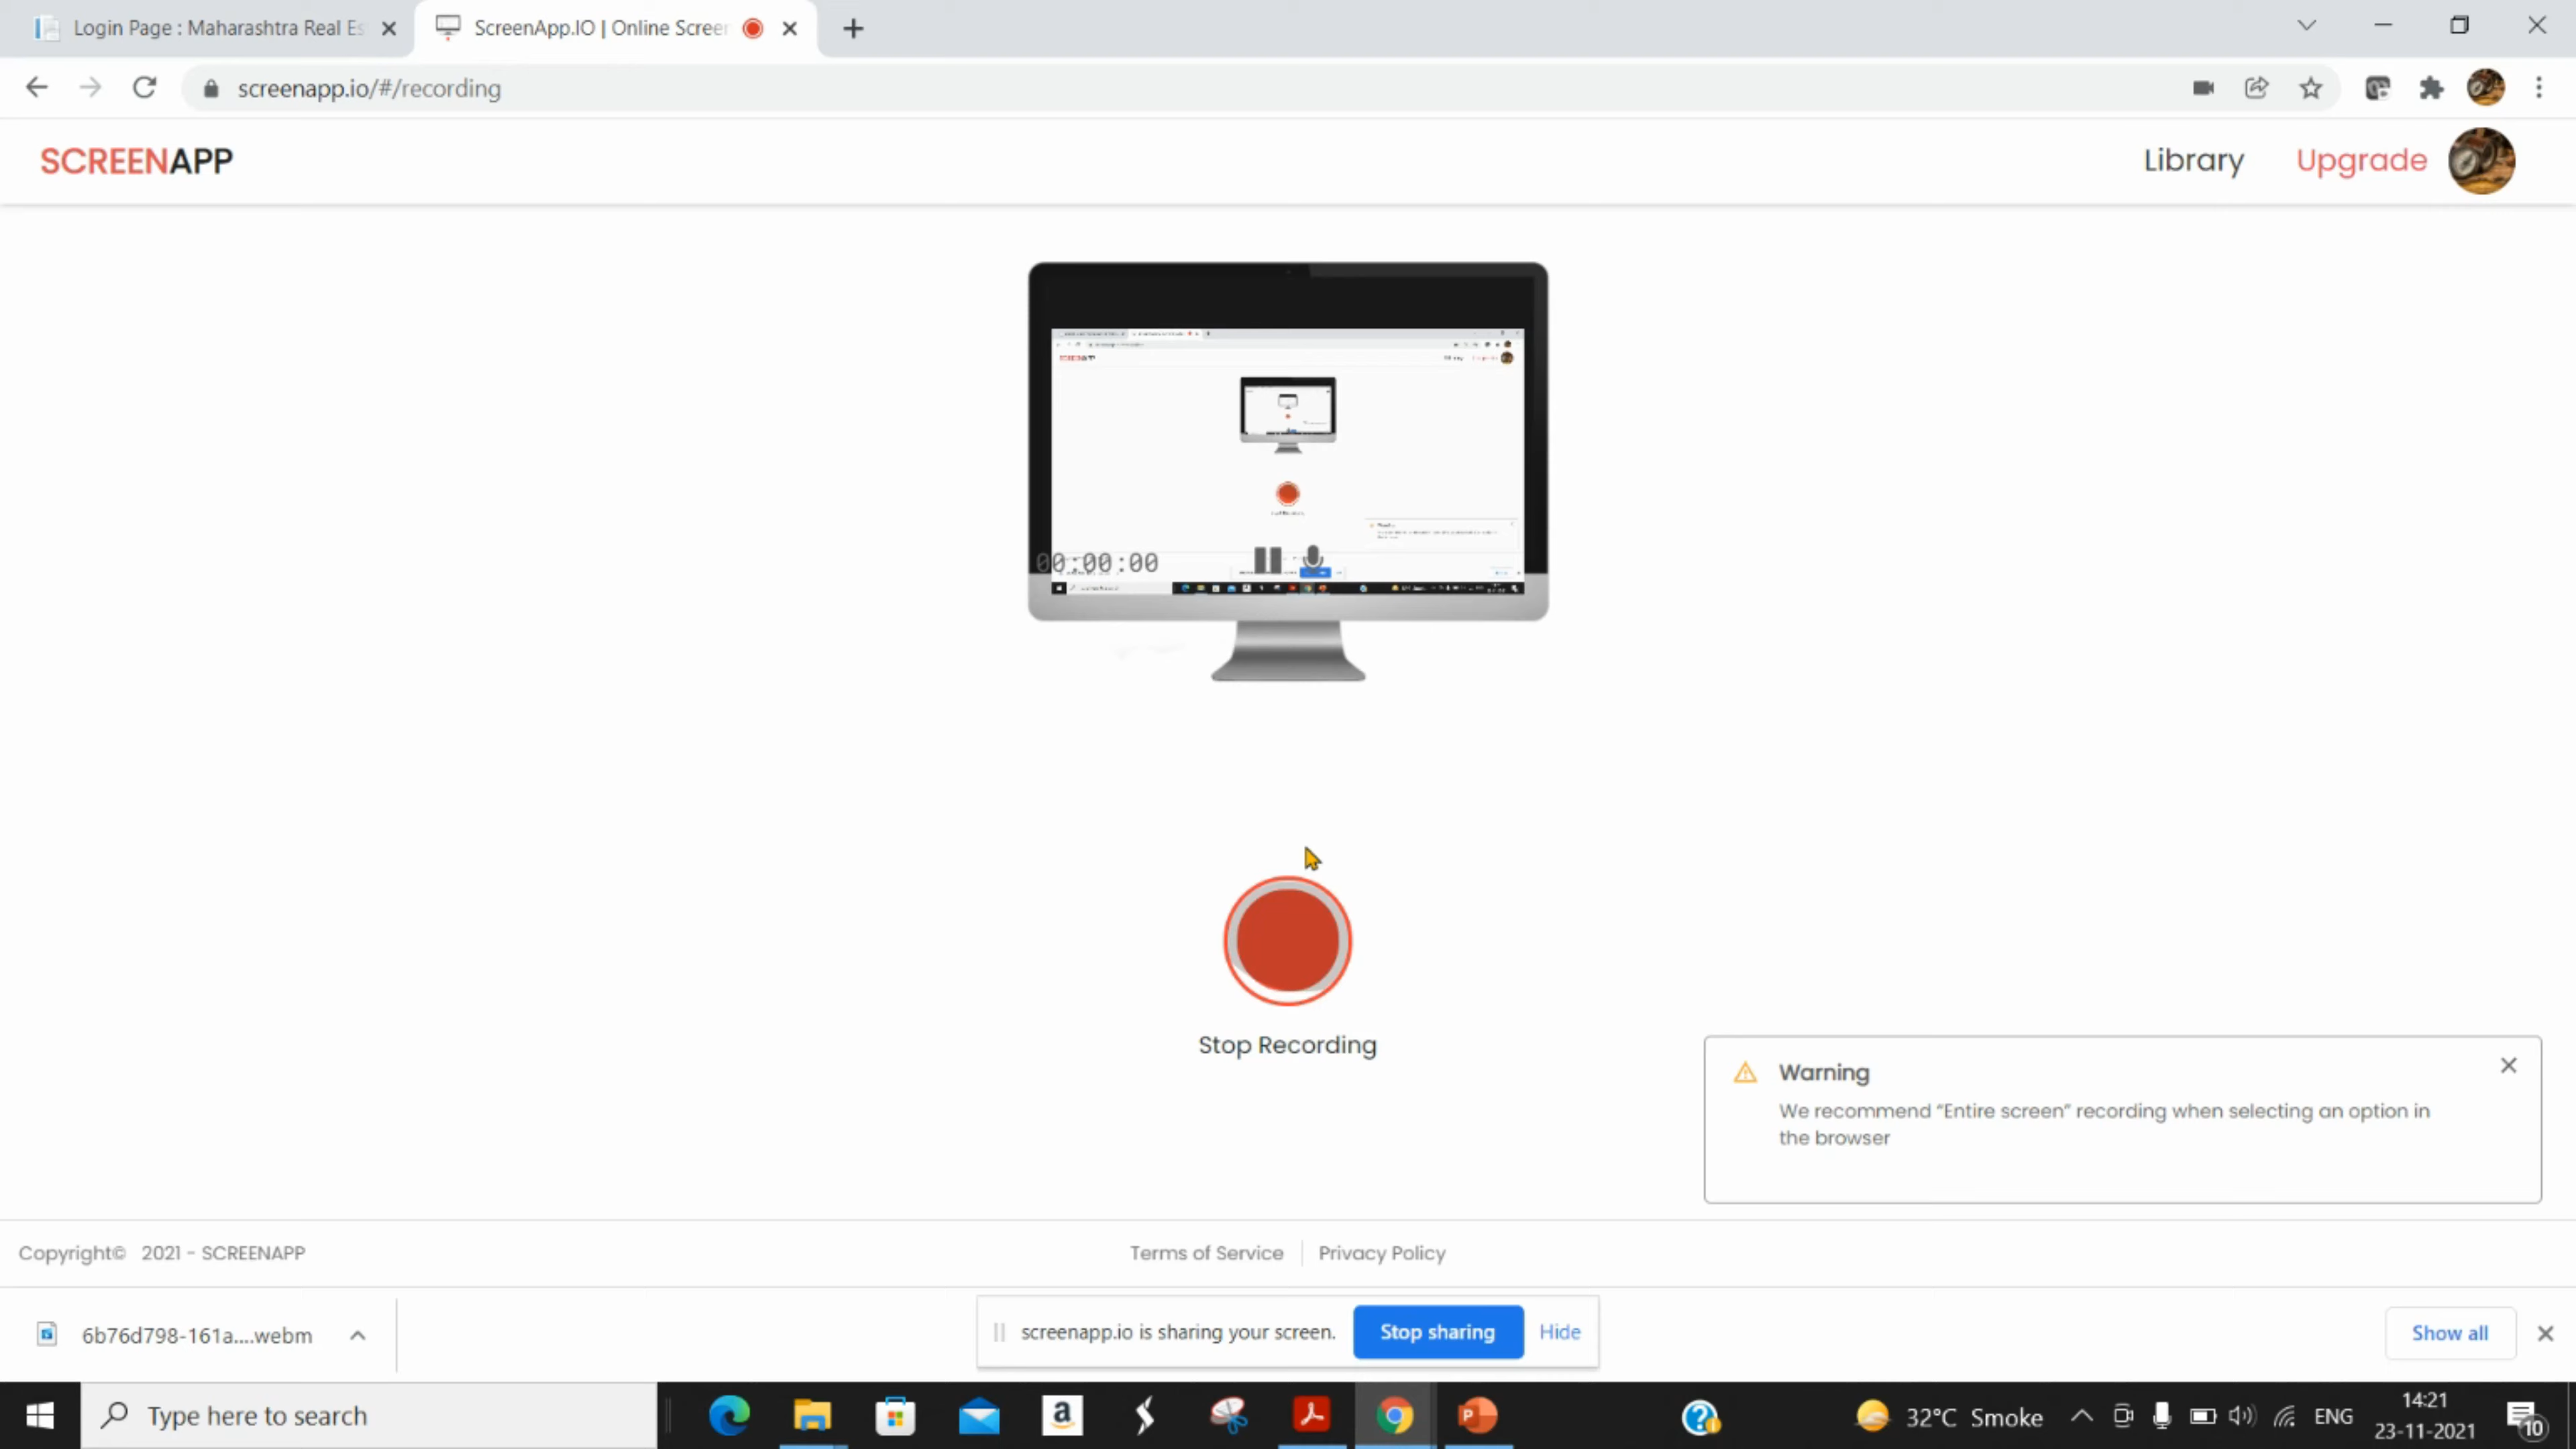 Login Page : Maharashtra Real Es
ScreenApp.IO | Online Screen
screenapp.io/#/recording
SCREENAPP
Library
Upgrade
00:00:00
Stop Recording
Warning
We recommend “Entire screen” recording when selecting an option in
the browser
Copyright© 2021 - SCREENAPP
Terms of Service
Privacy Policy
6b76d798-161a....webm
screenapp.io is sharing your screen.
Stop sharing
Hide
Show all
Type here to search
32°C Smoke
ENG
14:21
23-11-2021
10